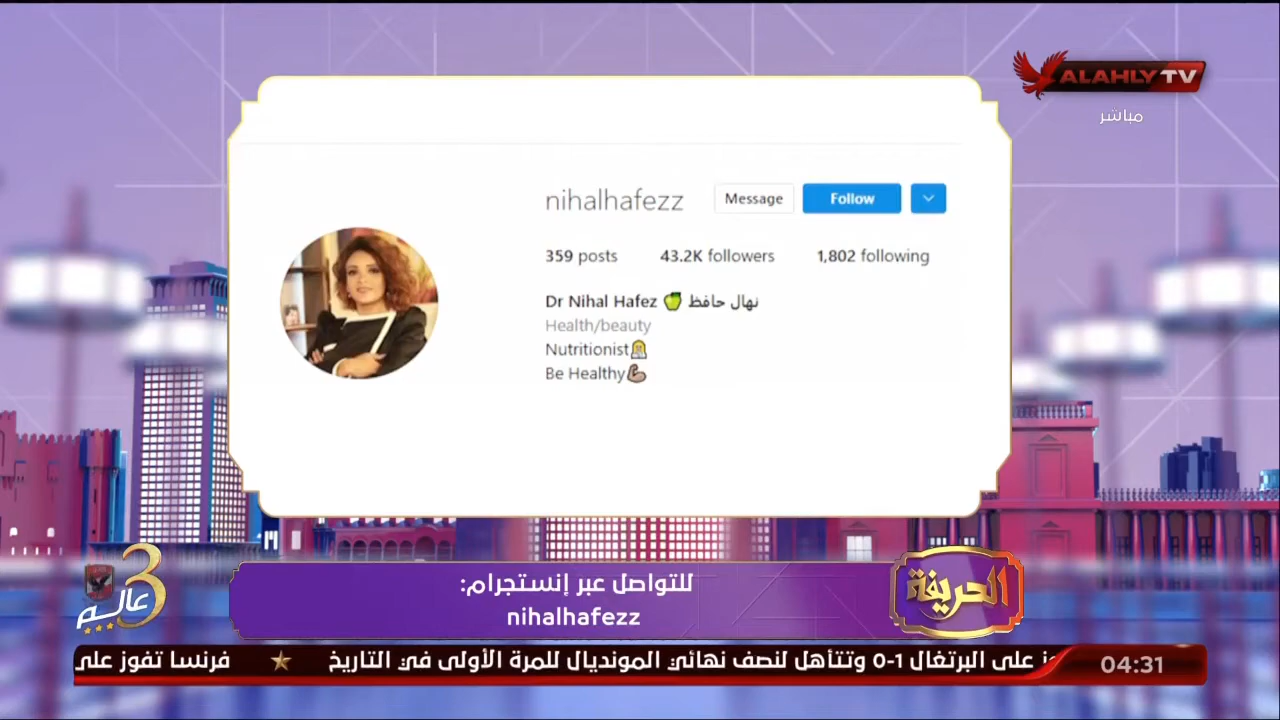 ALAHLY TV
مباشر
nihalhafezz Message Follow
359 posts 43.2K followers 1,802 following
Dr Nihal Hafez 🍏 نهال حافظ
Health/beauty
Nutritionist👩‍🔬
Be Healthy💪🏽
للتواصل عبر إنستجرام:
nihalhafezz
الحريفة
3
عالمية
على البرتغال 1-0 وتتأهل لنصف نهائي المونديال للمرة الأولى في التاريخ ★ فرنسا تفوز على
04:31